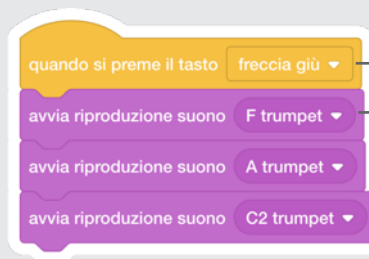 quando si preme il tasto freccia giù
avvia riproduzione suono F trumpet
avvia riproduzione suono A trumpet
avvia riproduzione suono C2 trumpet